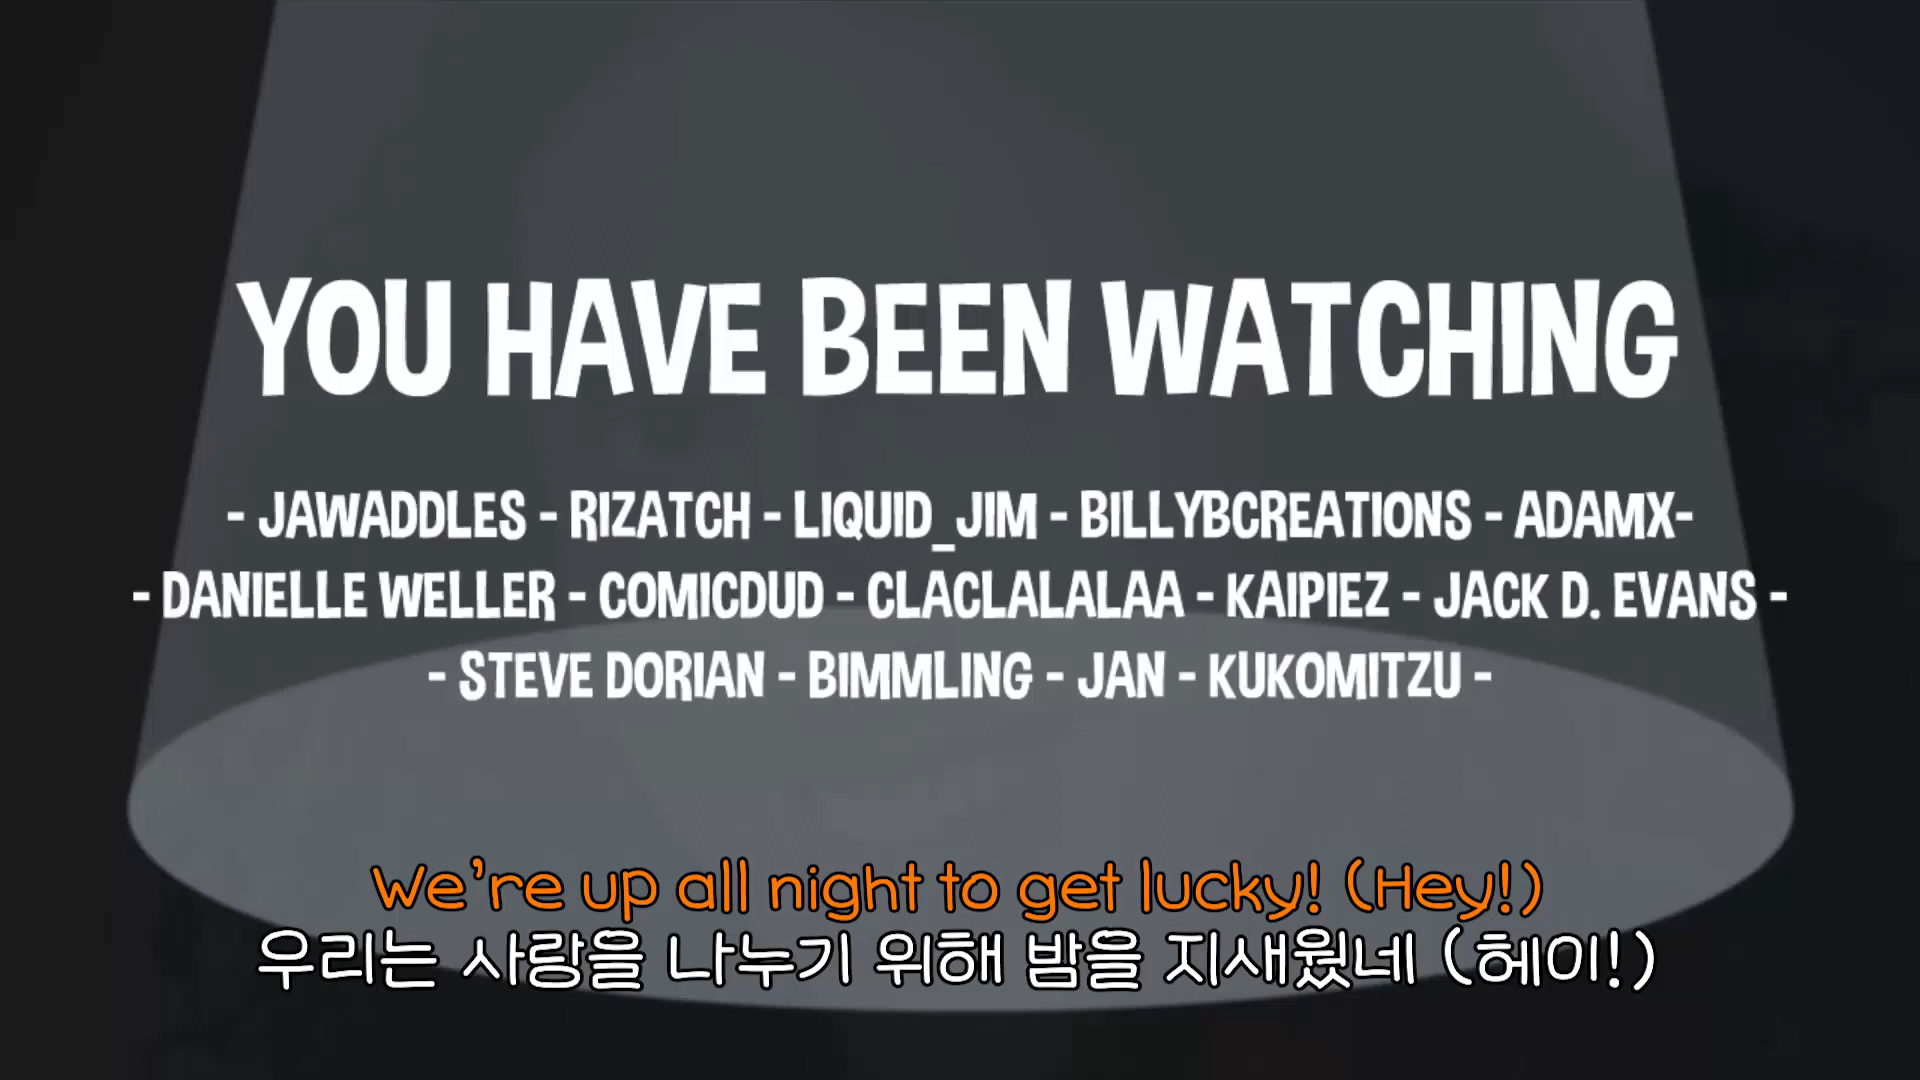 YOU HAVE BEEN WATCHING
- JAWADDLES - RIZATCH - LIQUID_JIM - BILLYBCREATIONS - ADAMX-
- DANIELLE WELLER - COMICDUD - CLACLALALAA - KAIPIEZ - JACK D. EVANS -
- STEVE DORIAN - BIMMLING - JAN - KUKOMITZU -
We're up all night to get lucky! (Hey!)
우리는 사랑을 나누기 위해 밤을 지새웠네 (헤이!)